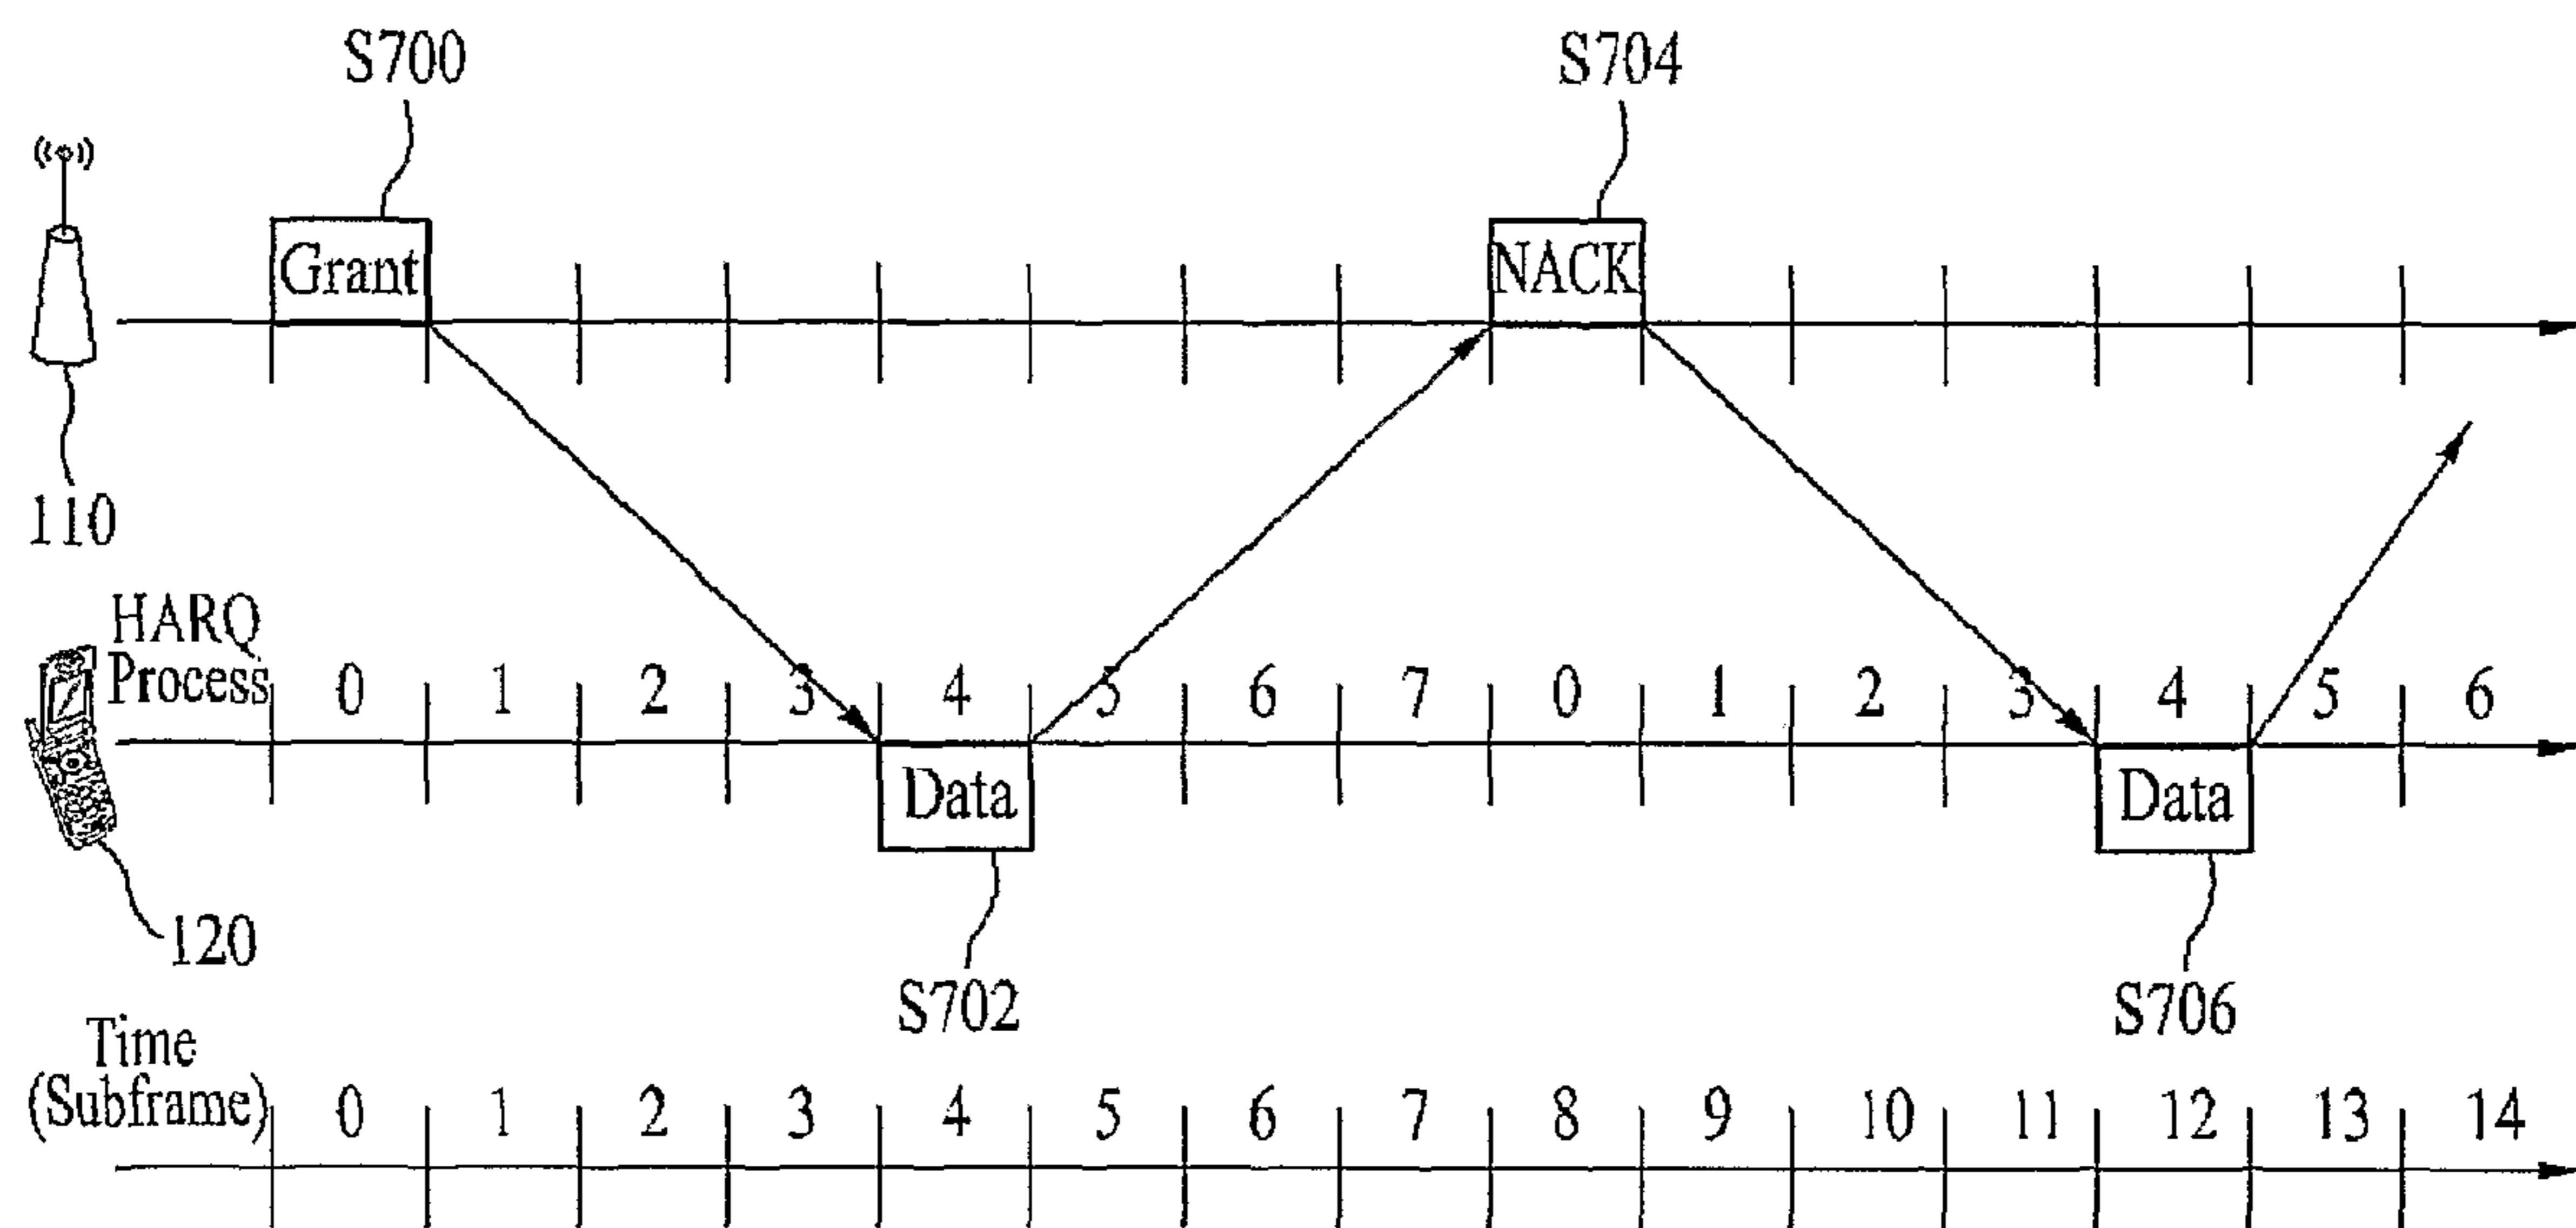 S700 S704
Grant NACK
110
HARQ
Process 0 1 2 3 4 5 6 7 0 1 2 3 4 5 6
Data Data
120
S702 S706
Time
(Subframe) 0 1 2 3 4 5 6 7 8 9 10 11 12 13 14